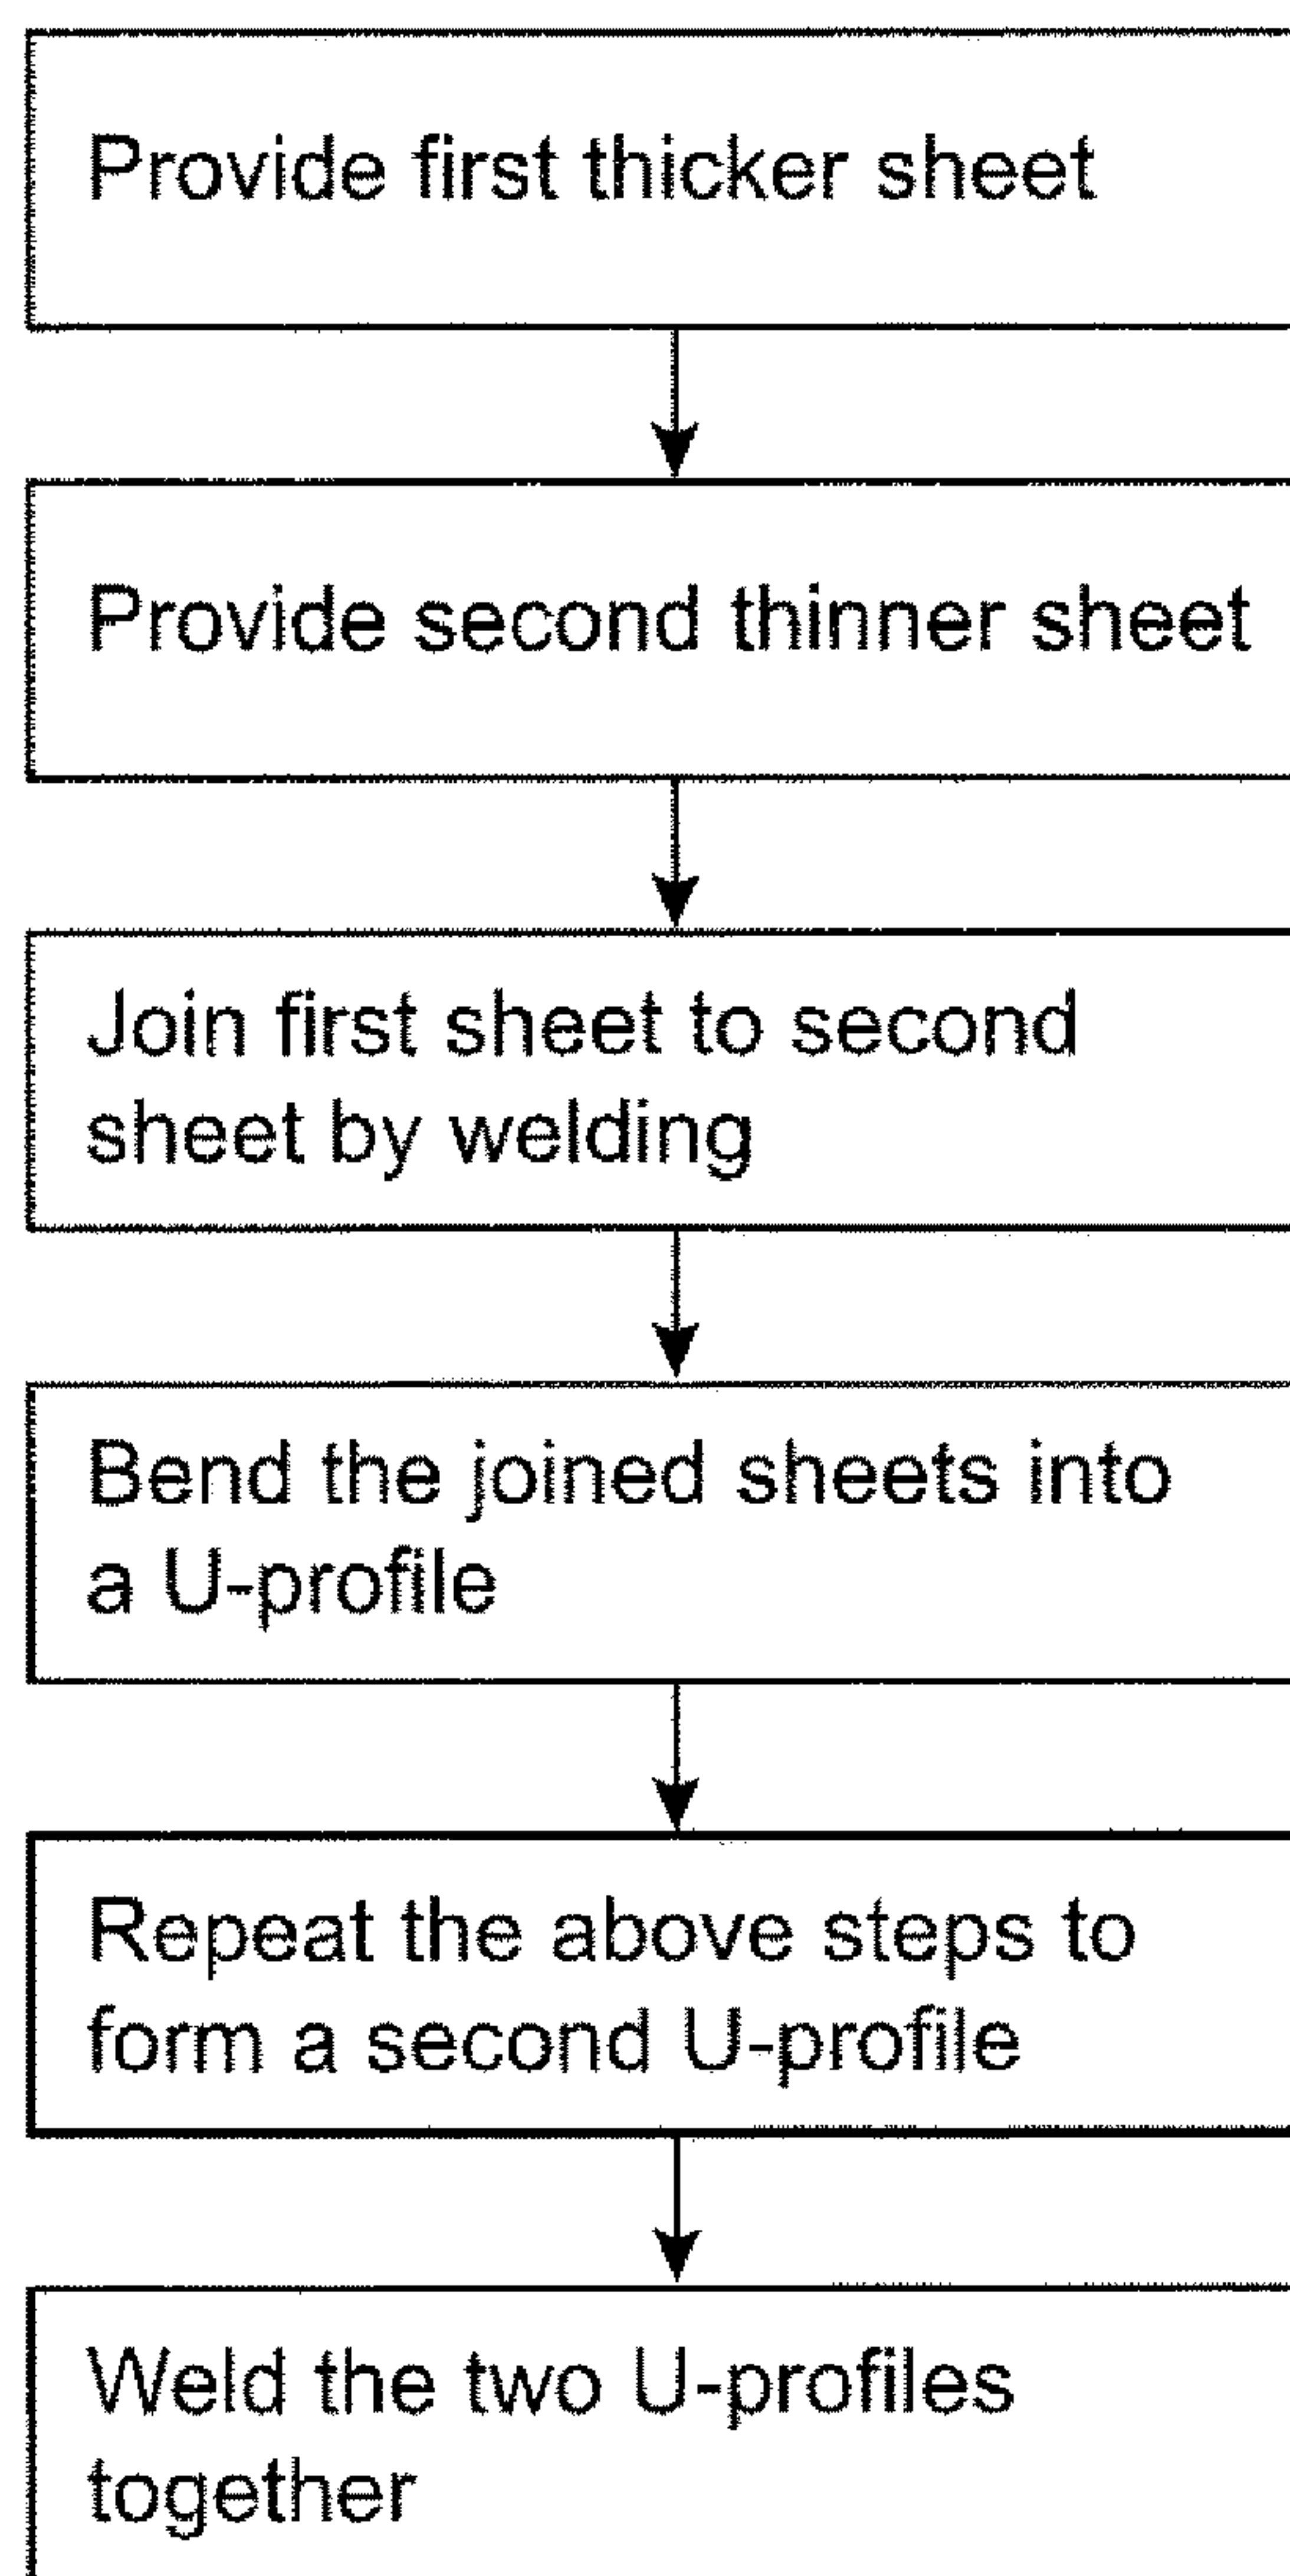 Provide first thicker sheet
Provide second thinner sheet
Join first sheet to second
sheet by welding
Bend the joined sheets into
a U-profile
Repeat the above steps to
form a second U-profile
Weld the two U-profiles
together